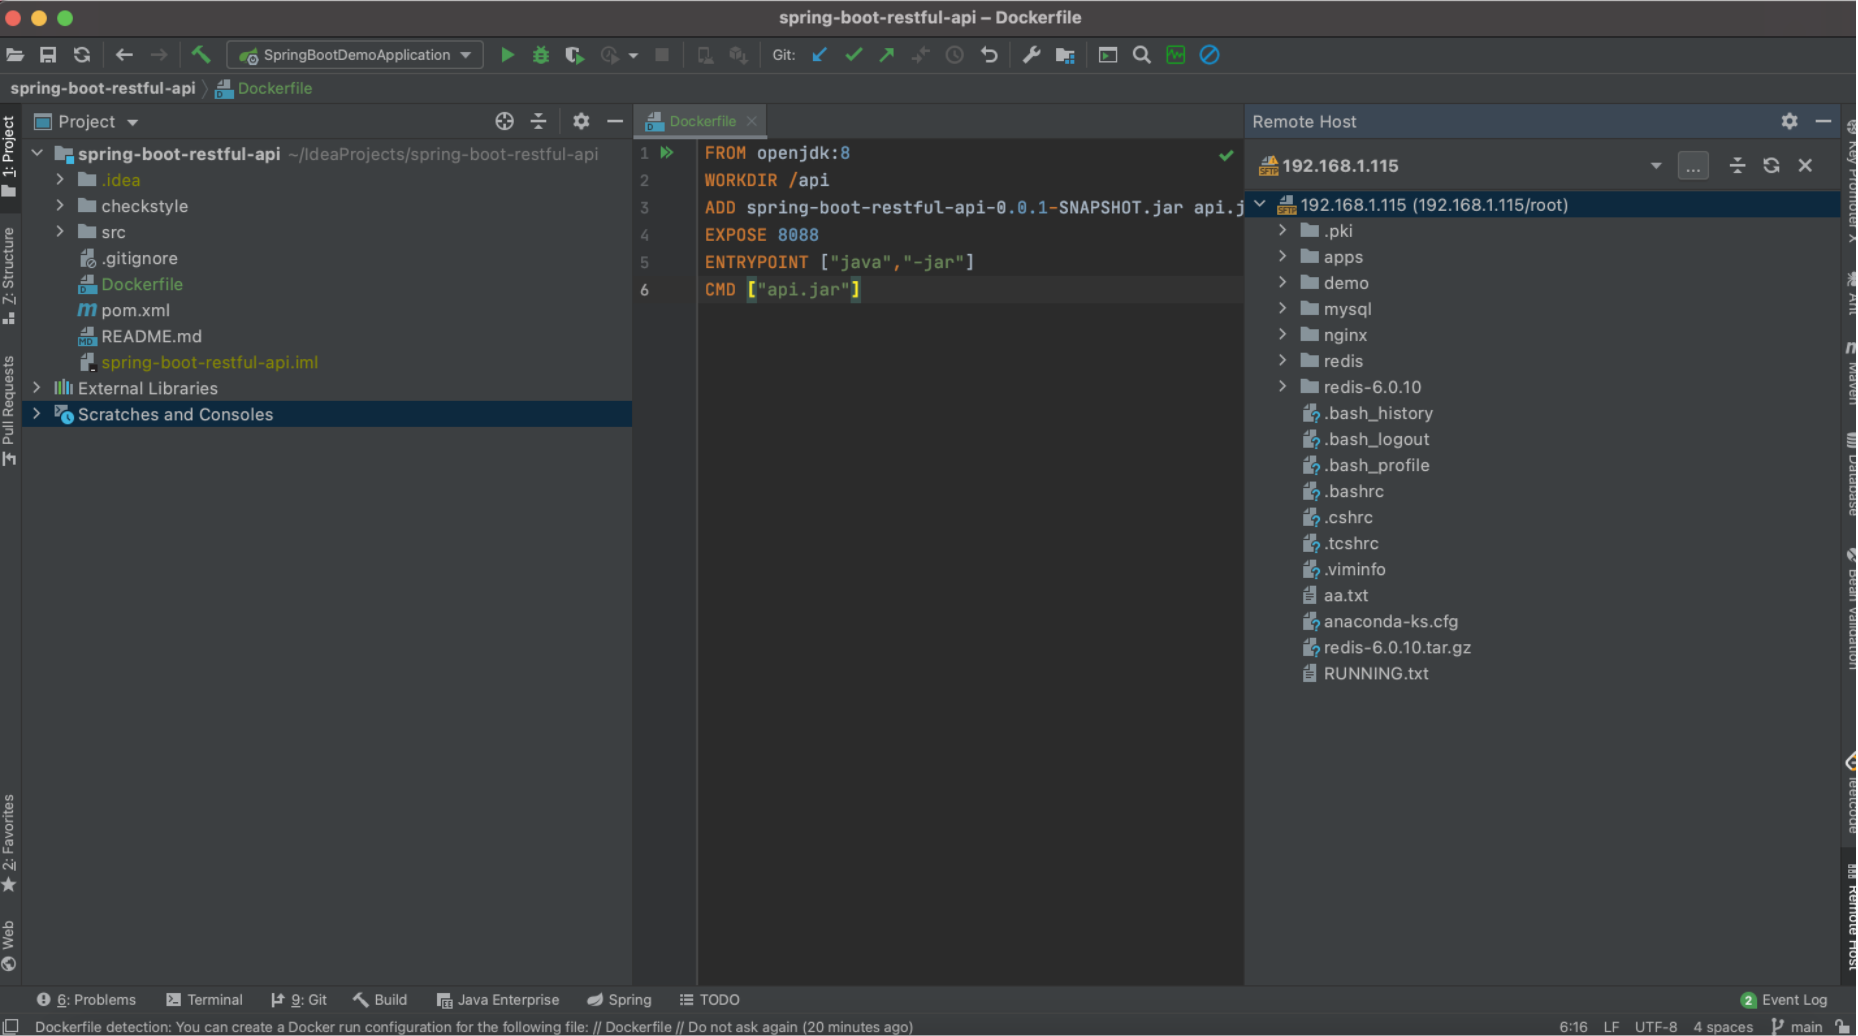 spring-boot-restful-api – Dockerfile
SpringBootDemoApplication
Git:
spring-boot-restful-api
Dockerfile
1: Project
Z: Structure
Pull Requests
2: Favorites
Web
Project
spring-boot-restful-api ~/IdeaProjects/spring-boot-restful-api
.idea
checkstyle
src
.gitignore
Dockerfile
pom.xml
README.md
spring-boot-restful-api.iml
External Libraries
Scratches and Consoles
Dockerfile
1 FROM openjdk:8
2 WORKDIR /api
3 ADD spring-boot-restful-api-0.0.1-SNAPSHOT.jar api.j
4 EXPOSE 8088
5 ENTRYPOINT ["java","-jar"]
6 CMD ["api.jar"]
Remote Host
192.168.1.115
...
192.168.1.115 (192.168.1.115/root)
.pki
apps
demo
mysql
nginx
redis
redis-6.0.10
.bash_history
.bash_logout
.bash_profile
.bashrc
.cshrc
.tcshrc
.viminfo
aa.txt
anaconda-ks.cfg
redis-6.0.10.tar.gz
RUNNING.txt
Key Promoter X
Ant
Maven
Database
Bean Validation
leetcode
Remote Host
6: Problems
Terminal
9: Git
Build
Java Enterprise
Spring
TODO
2 Event Log
Dockerfile detection: You can create a Docker run configuration for the following file: // Dockerfile // Do not ask again (20 minutes ago)
6:16 LF UTF-8 4 spaces main